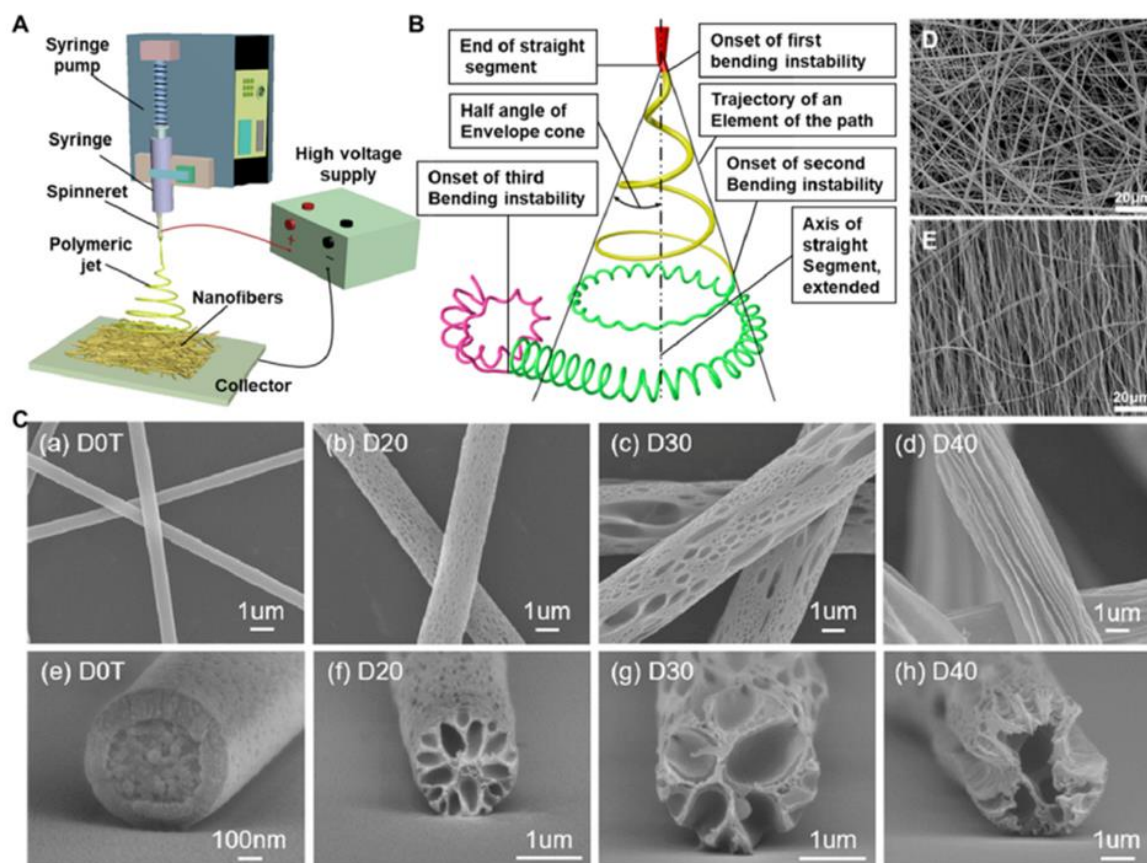 A
Syringe
pump
Syringe
Spinneret
Polymeric
jet
Nanofibers
Collector
High voltage
supply
+
−
B
End of straight
segment
Half angle of
Envelope cone
Onset of third
Bending instability
Onset of first
bending instability
Trajectory of an
Element of the path
Onset of second
Bending instability
Axis of
straight
Segment,
extended
D
20μm
E
20μm
C
(a) D0T
1um
(b) D20
1um
(c) D30
1um
(d) D40
1um
(e) D0T
100nm
(f) D20
1um
(g) D30
1um
(h) D40
1um